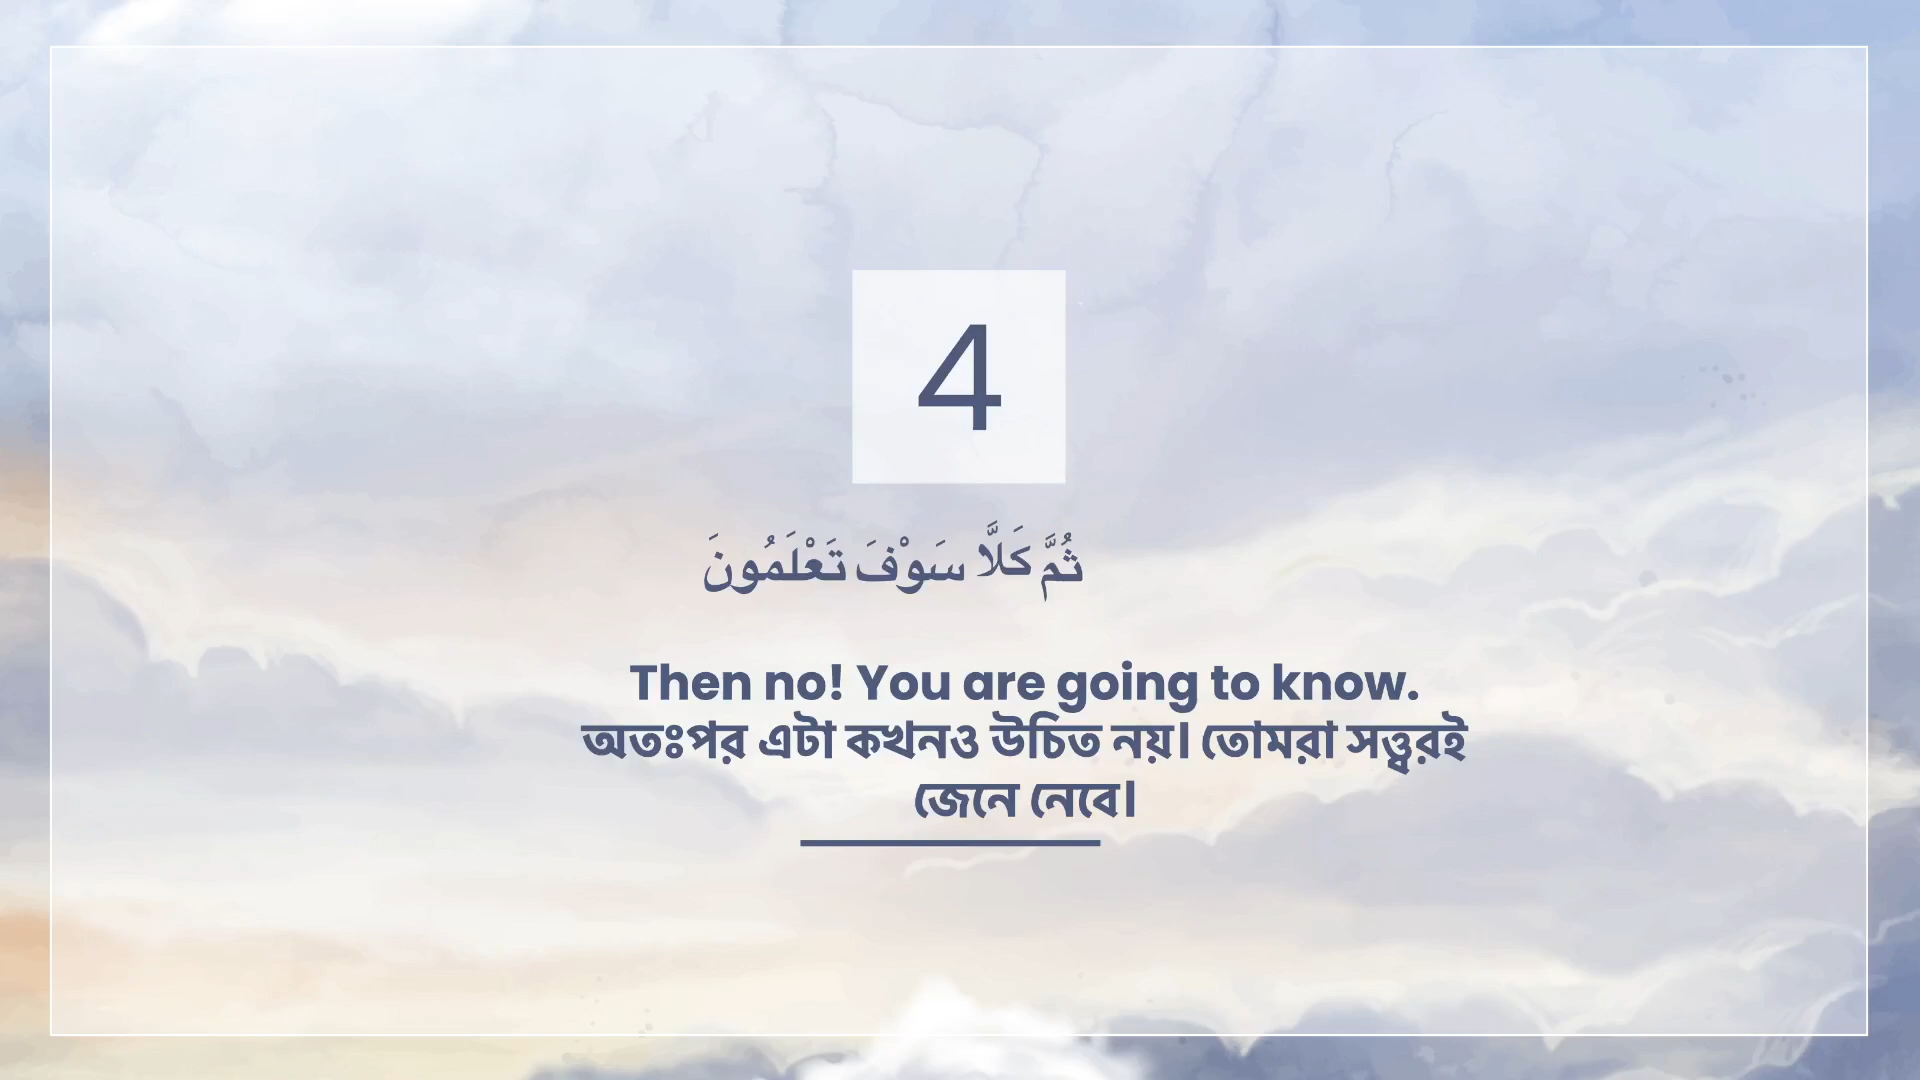 4
ثُمَّ كَلَّا سَوْفَ تَعْلَمُونَ
Then no! You are going to know.
অতঃপর এটা কখনও উচিত নয়। তোমরা সত্ত্বরই
জেনে নেবে।